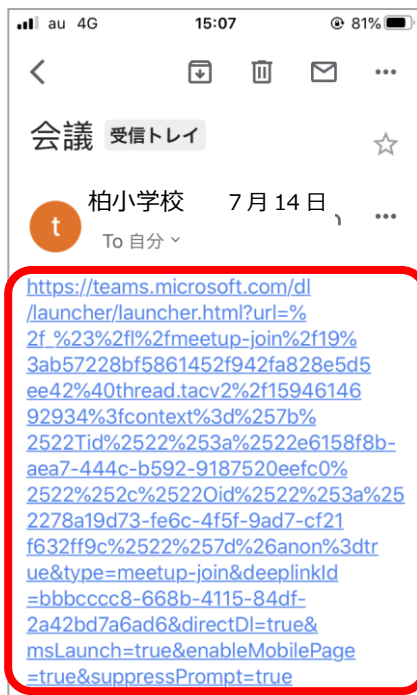 au 4G 15:07 81%
会議 受信トレイ
t 柏小学校 7月14日
To 自分
https://teams.microsoft.com/dl
/launcher/launcher.html?url=%
2f_%23%2fl%2fmeetup-join%2f19%
3ab57228bf5861452f942fa828e5d5
ee42%40thread.tacv2%2f15946146
92934%3fcontext%3d%257b%
2522Tid%2522%253a%2522e6158f8b-
aea7-444c-b592-9187520eefc0%
2522%252c%2522Oid%2522%253a%25
2278a19d73-fe6c-4f5f-9ad7-cf21
f632ff9c%2522%257d%26anon%3dtr
ue&type=meetup-join&deeplinkId
=bbbcccc8-668b-4115-84df-
2a42bd7a6ad6&directDl=true&
msLaunch=true&enableMobilePage
=true&suppressPrompt=true